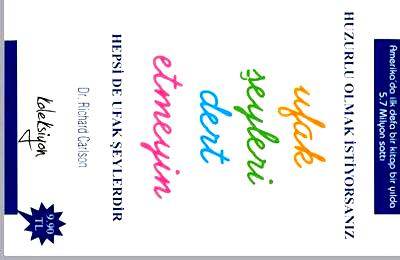 Amerika'da ilk defa bir kitap bir yılda
5.7 Milyon sattı
HUZURLU OLMAK İSTİYORSANIZ
ufak
şeyleri
dert
etmeyin
HEPSİ DE UFAK ŞEYLERDİR
Dr. Richard Carlson
koleksiyon
9.90
TL